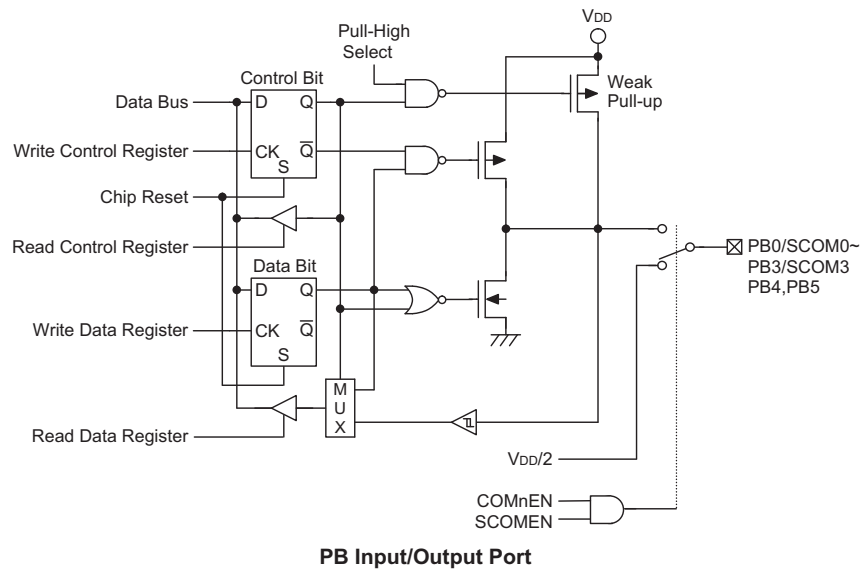 VDD
Pull-High
Select
Control Bit
Weak
Pull-up
Data Bus
D
Q
Write Control Register
CK
Q
S
Chip Reset
Read Control Register
Data Bit
D
Q
Write Data Register
CK
Q
S
M
U
X
Read Data Register
PB0/SCOM0~
PB3/SCOM3
PB4,PB5
VDD/2
COMnEN
SCOMEN
PB Input/Output Port